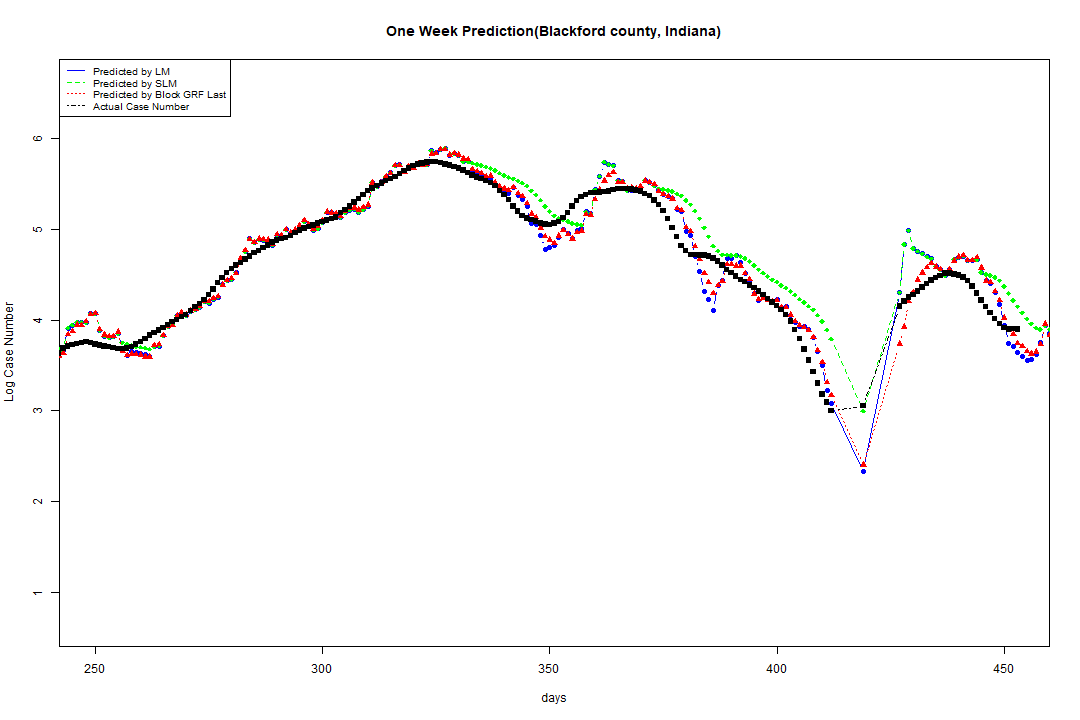 One Week Prediction(Blackford county, Indiana)
Predicted by LM
Predicted by SLM
Predicted by Block GRF Last
Actual Case Number
Log Case Number
6
5
4
3
2
1
250 300 350 400 450
days